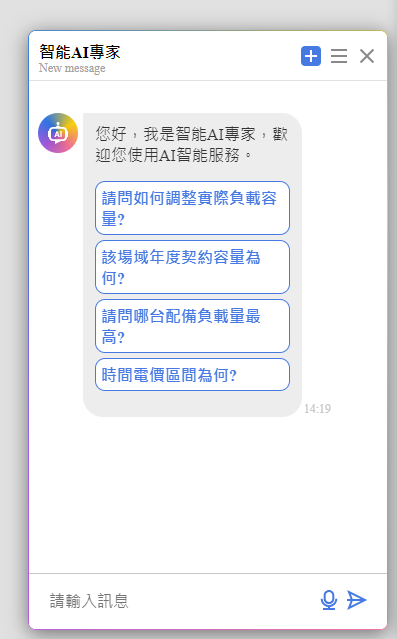 智能AI專家
New message
AI
您好，我是智能AI專家，歡
迎您使用AI智能服務。
請問如何調整實際負載容
量?
該場域年度契約容量為
何?
請問哪台配備負載量最
高?
時間電價區間為何?
14:19
請輸入訊息